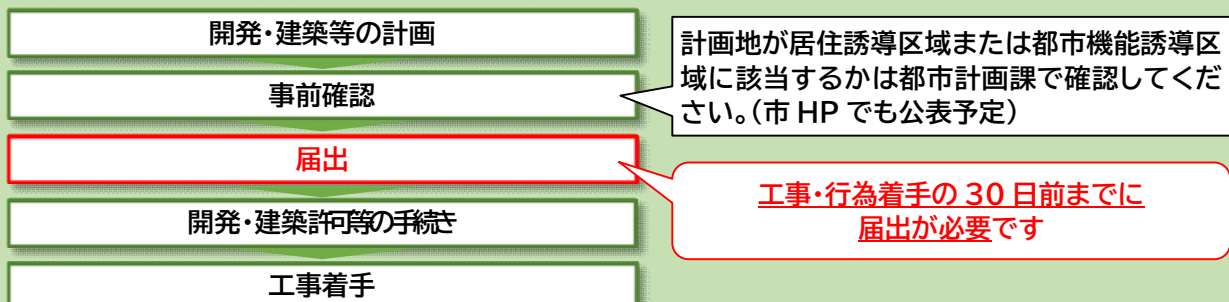 開発・建築等の計画
計画地が居住誘導区域または都市機能誘導区
域に該当するかは都市計画課で確認してくだ
さい。(市 HP でも公表予定)
事前確認
届出
工事・行為着手の 30 日前までに
届出が必要です
開発・建築許可等の手続き
工事着手